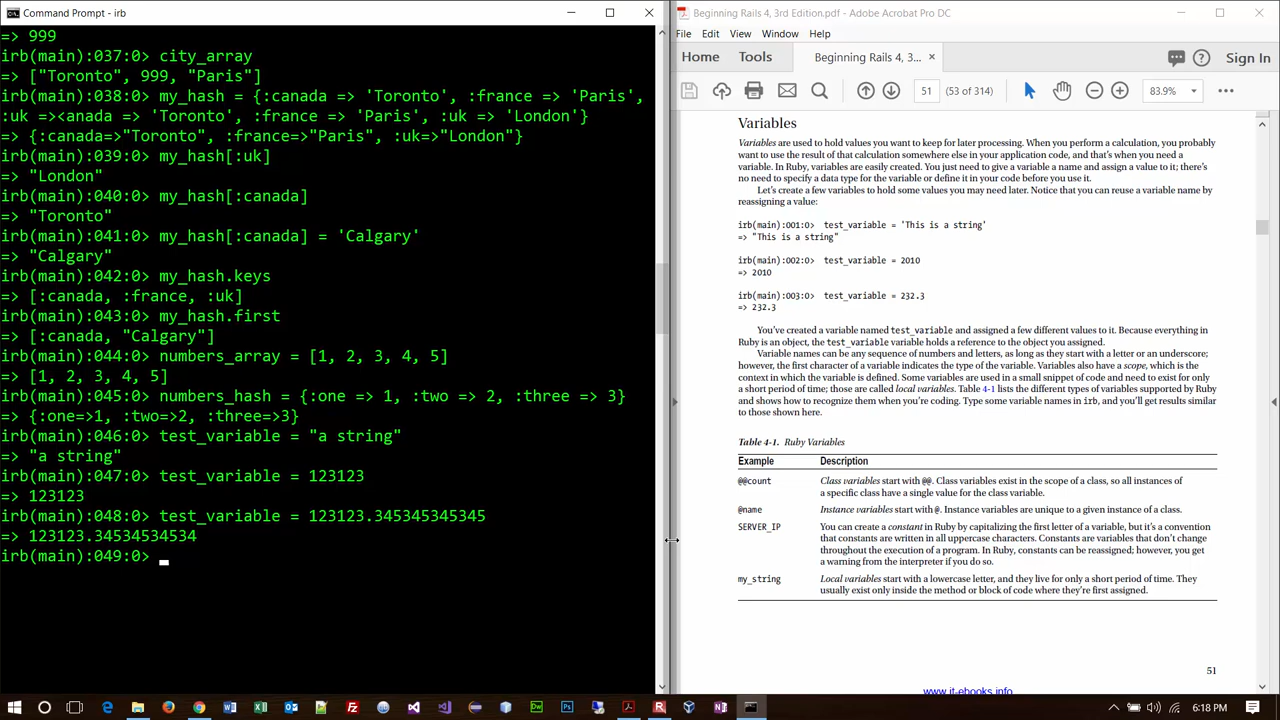 Command Prompt - irb
=> 999
irb(main):037:0> city_array
=> ["Toronto", 999, "Paris"]
irb(main):038:0> my_hash = {:canada => 'Toronto', :france => 'Paris',
:uk =><anada => 'Toronto', :france => 'Paris', :uk => 'London'}
=> {:canada=>"Toronto", :france=>"Paris", :uk=>"London"}
irb(main):039:0> my_hash[:uk]
=> "London"
irb(main):040:0> my_hash[:canada]
=> "Toronto"
irb(main):041:0> my_hash[:canada] = 'Calgary'
=> "Calgary"
irb(main):042:0> my_hash.keys
=> [:canada, :france, :uk]
irb(main):043:0> my_hash.first
=> [:canada, "Calgary"]
irb(main):044:0> numbers_array = [1, 2, 3, 4, 5]
=> [1, 2, 3, 4, 5]
irb(main):045:0> numbers_hash = {:one => 1, :two => 2, :three => 3}
=> {:one=>1, :two=>2, :three=>3}
irb(main):046:0> test_variable = "a string"
=> "a string"
irb(main):047:0> test_variable = 123123
=> 123123
irb(main):048:0> test_variable = 123123.345345345345
=> 123123.34534534534
irb(main):049:0>
Beginning Rails 4, 3rd Edition.pdf - Adobe Acrobat Pro DC
File Edit View Window Help
Home Tools Beginning Rails 4, 3... × Sign In
51 (53 of 314) 83.9%
Variables
Variables are used to hold values you want to keep for later processing. When you perform a calculation, you probably
want to use the result of that calculation somewhere else in your application code, and that's when you need a
variable. In Ruby, variables are easily created. You just need to give a variable a name and assign a value to it; there's
no need to specify a data type for the variable or define it in your code before you use it.
Let's create a few variables to hold some values you may need later. Notice that you can reuse a variable name by
reassigning a value:
irb(main):001:0> test_variable = 'This is a string'
=> "This is a string"
irb(main):002:0> test_variable = 2010
=> 2010
irb(main):003:0> test_variable = 232.3
=> 232.3
You've created a variable named test_variable and assigned a few different values to it. Because everything in
Ruby is an object, the test_variable variable holds a reference to the object you assigned.
Variable names can be any sequence of numbers and letters, as long as they start with a letter or an underscore;
however, the first character of a variable indicates the type of the variable. Variables also have a scope, which is the
context in which the variable is defined. Some variables are used in a small snippet of code and need to exist for only
a short period of time; those are called local variables. Table 4-1 lists the different types of variables supported by Ruby
and shows how to recognize them when you're coding. Type some variable names in irb, and you'll get results similar
to those shown here.
Table 4-1. Ruby Variables
Example Description
@@count Class variables start with @@. Class variables exist in the scope of a class, so all instances of
a specific class have a single value for the class variable.
@name Instance variables start with @. Instance variables are unique to a given instance of a class.
SERVER_IP You can create a constant in Ruby by capitalizing the first letter of a variable, but it's a convention
that constants are written in all uppercase characters. Constants are variables that don't change
throughout the execution of a program. In Ruby, constants can be reassigned; however, you get
a warning from the interpreter if you do so.
my_string Local variables start with a lowercase letter, and they live for only a short period of time. They
usually exist only inside the method or block of code where they're first assigned.
51
www.it-ebooks.info
6:18 PM